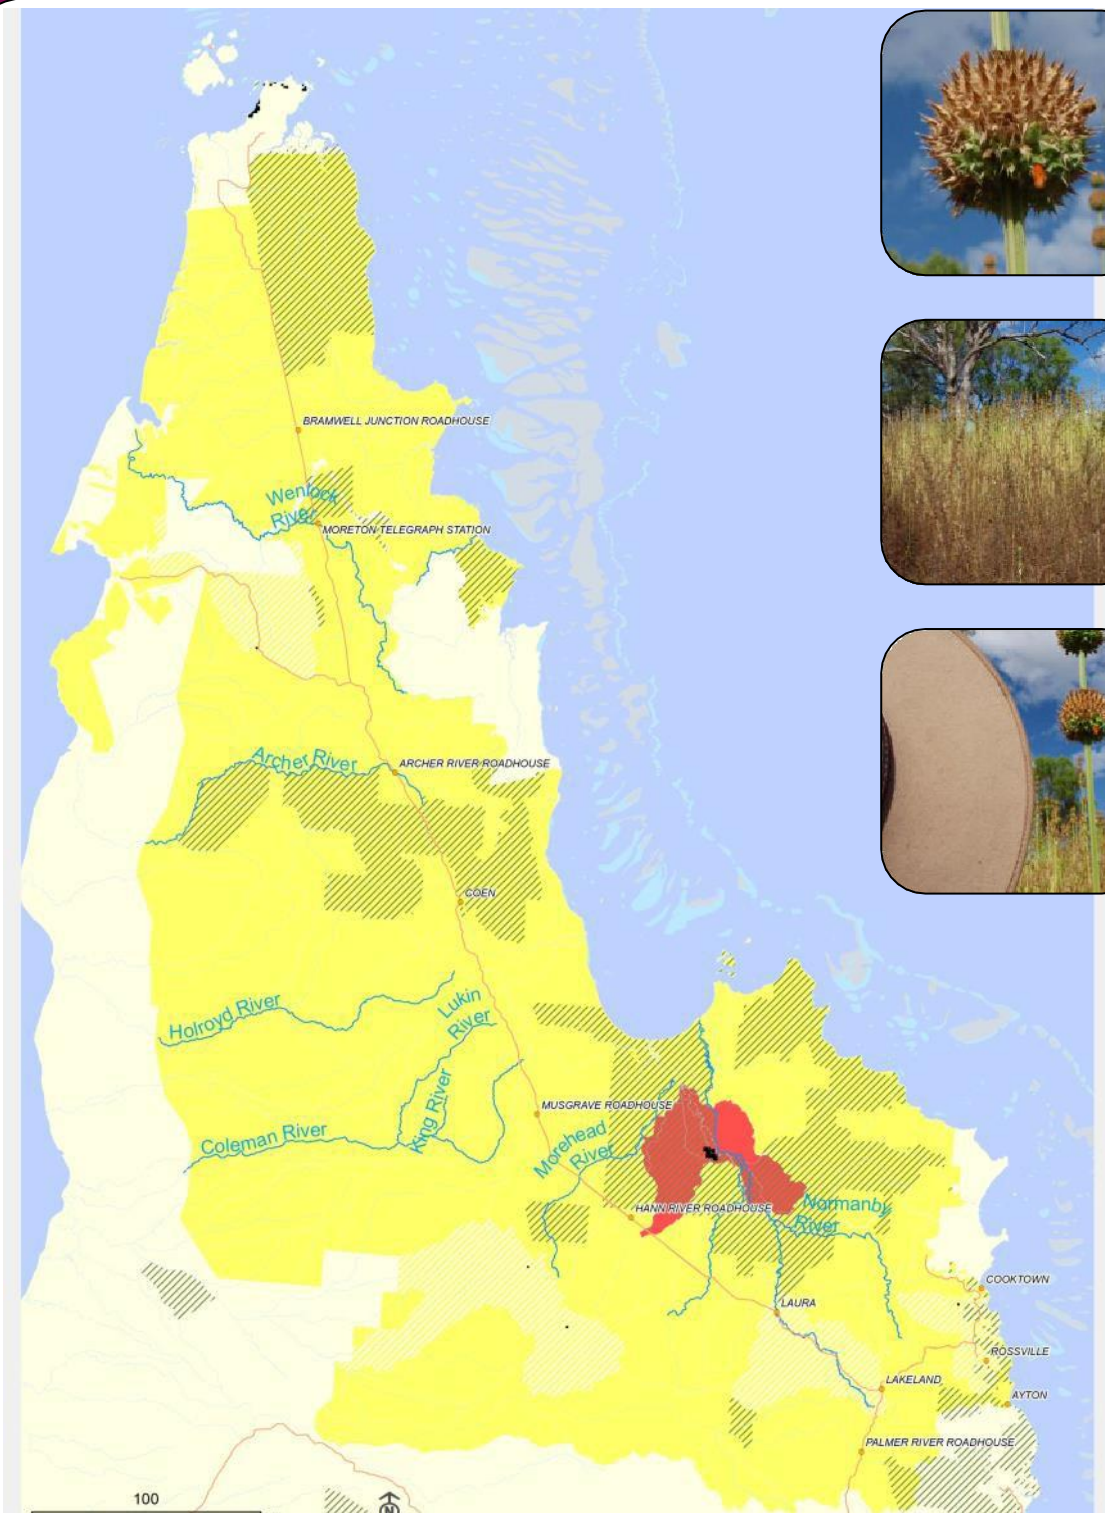 BRAMWELL JUNCTION ROADHOUSE
Wenlock
River
MORETON TELEGRAPH STATION
Archer River
ARCHER RIVER ROADHOUSE
COEN
Holroyd River
Lukin
River
King River
Coleman River
MUSGRAVE ROADHOUSE
Morehead
River
HANN RIVER ROADHOUSE
Normanby
River
COOKTOWN
LAURA
ROSSVILLE
LAKELAND
AYTON
PALMER RIVER ROADHOUSE
100
N